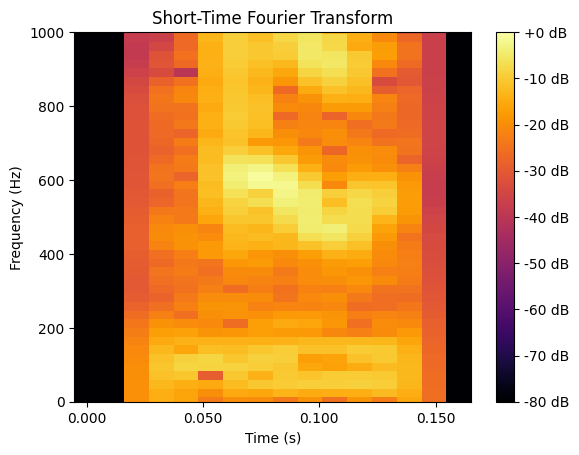 Short-Time Fourier Transform
1000
800
600
400
200
0
Frequency (Hz)
0.000
0.050
0.100
0.150
Time (s)
+0 dB
-10 dB
-20 dB
-30 dB
-40 dB
-50 dB
-60 dB
-70 dB
-80 dB